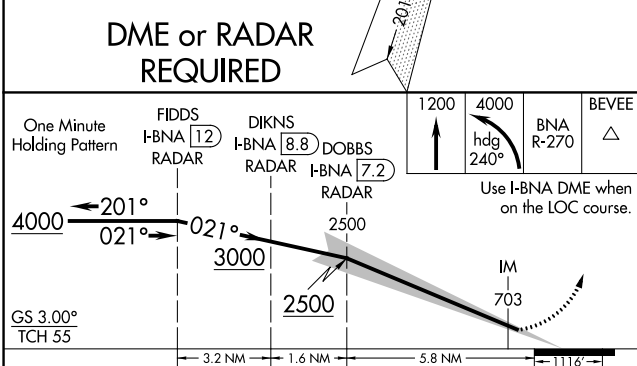 201°
DME or RADAR
REQUIRED
One Minute
Holding Pattern
FIDDS
I-BNA 12
RADAR
DIKNS
I-BNA 8.8
RADAR
DOBBS
I-BNA 7.2
RADAR
1200
4000
hdg
240°
BNA
R-270
BEVEE
Use I-BNA DME when
on the LOC course.
4000
201°
021°
021°
3000
2500
2500
IM
703
GS 3.00°
TCH 55
3.2 NM
1.6 NM
5.8 NM
1116'